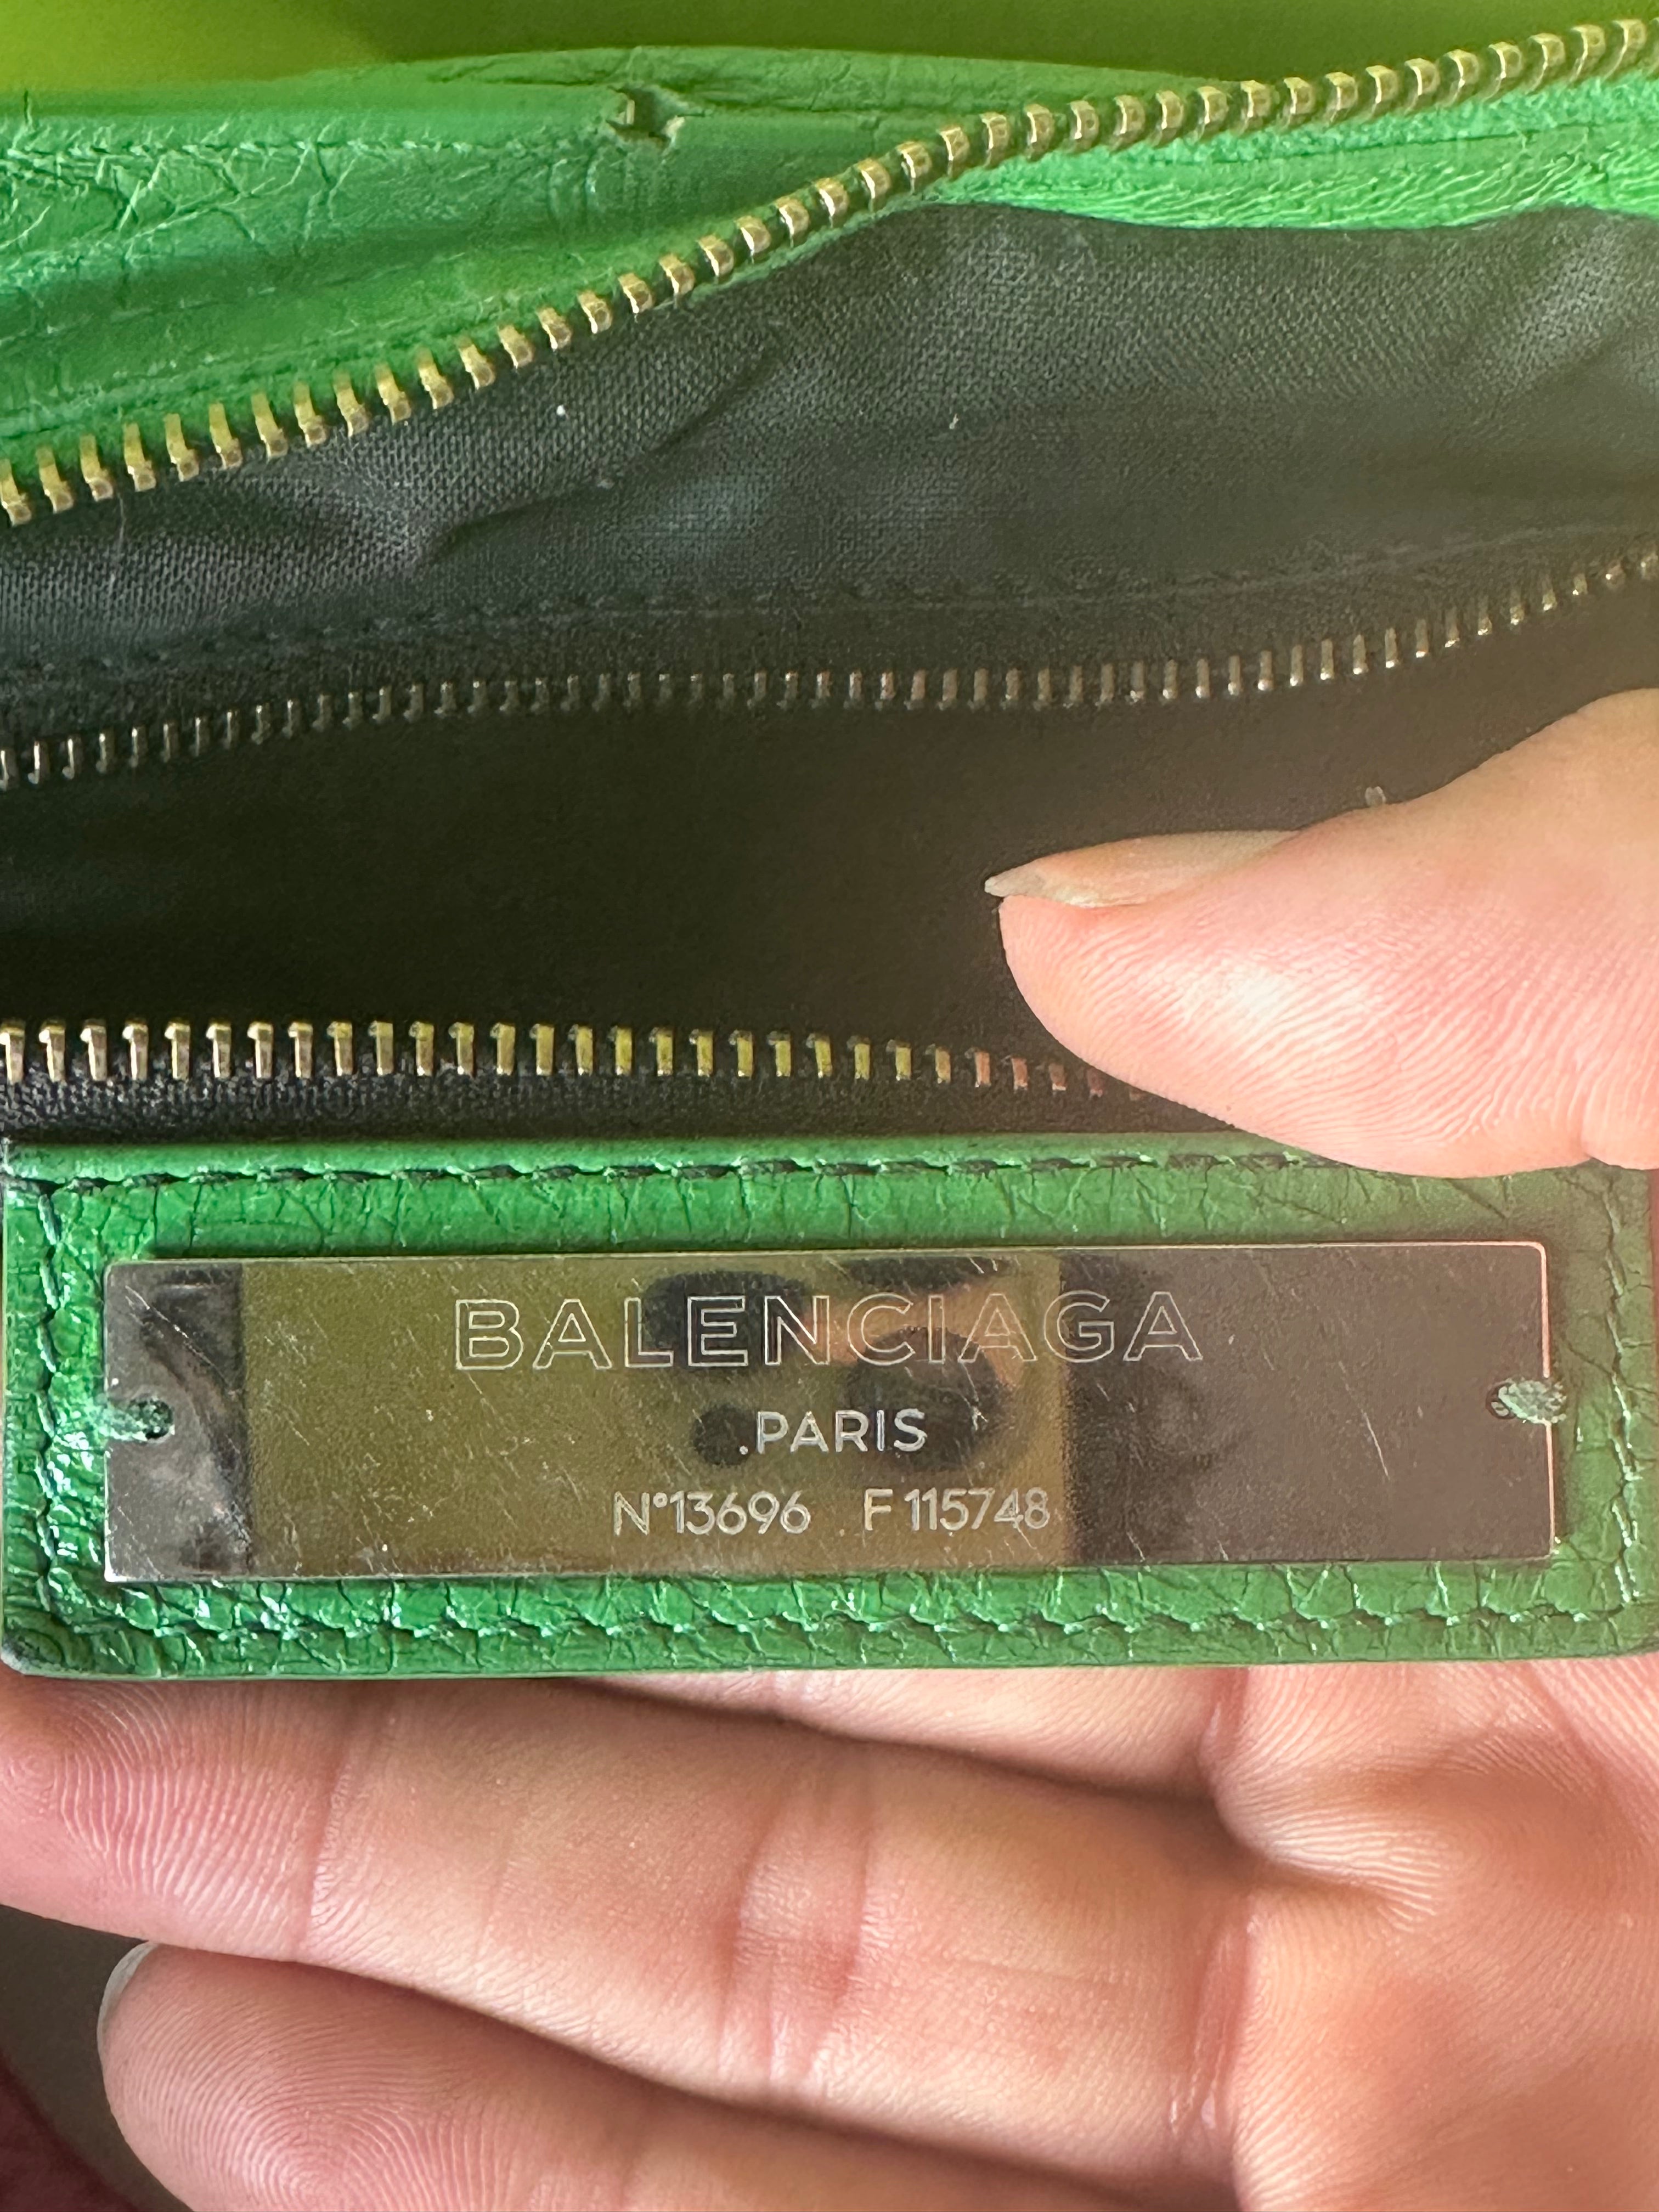 BALENCIAGA
.PARIS
N°13696 F 115748